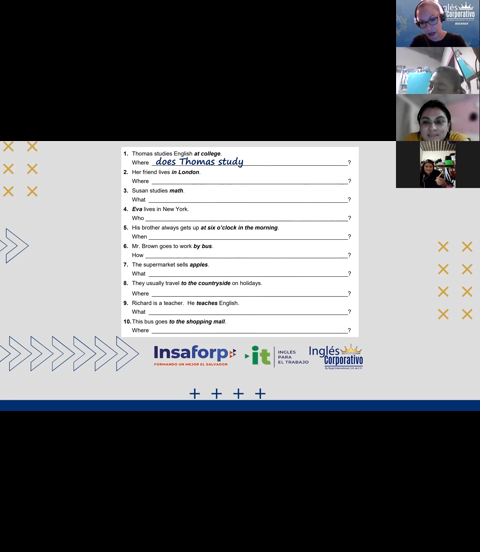 Inglés
Corporativo
1. Thomas studies English at college.
Where does Thomas study ?
2. Her friend lives in London.
Where ?
3. Susan studies math.
What ?
4. Eva lives in New York.
Who ?
5. His brother always gets up at six o'clock in the morning.
When ?
6. Mr. Brown goes to work by bus.
How ?
7. The supermarket sells apples.
What ?
8. They usually travel to the countryside on holidays.
Where ?
9. Richard is a teacher. He teaches English.
What ?
10. This bus goes to the shopping mall.
Where ?
Insaforp
FORMANDO UN MEJOR EL SALVADOR
it
INGLÉS
PARA
EL TRABAJO
Inglés
Corporativo